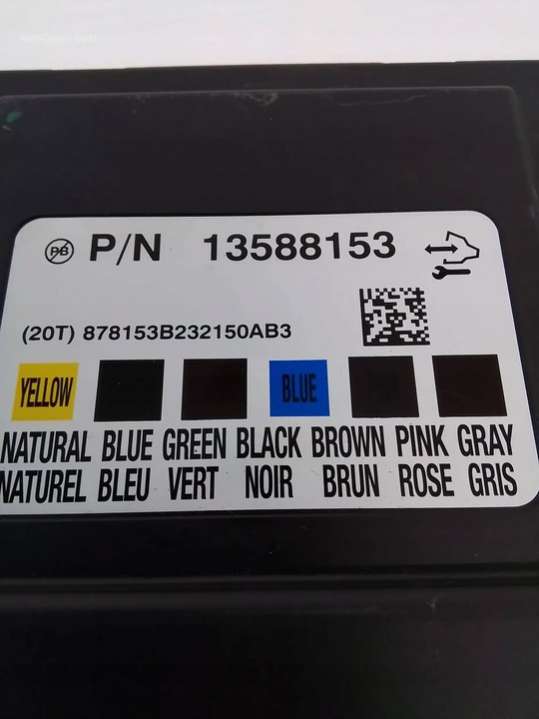 PB P/N 13588153
(20T) 878153B232150AB3
YELLOW BLUE
NATURAL BLUE GREEN BLACK BROWN PINK GRAY
NATUREL BLEU VERT NOIR BRUN ROSE GRIS